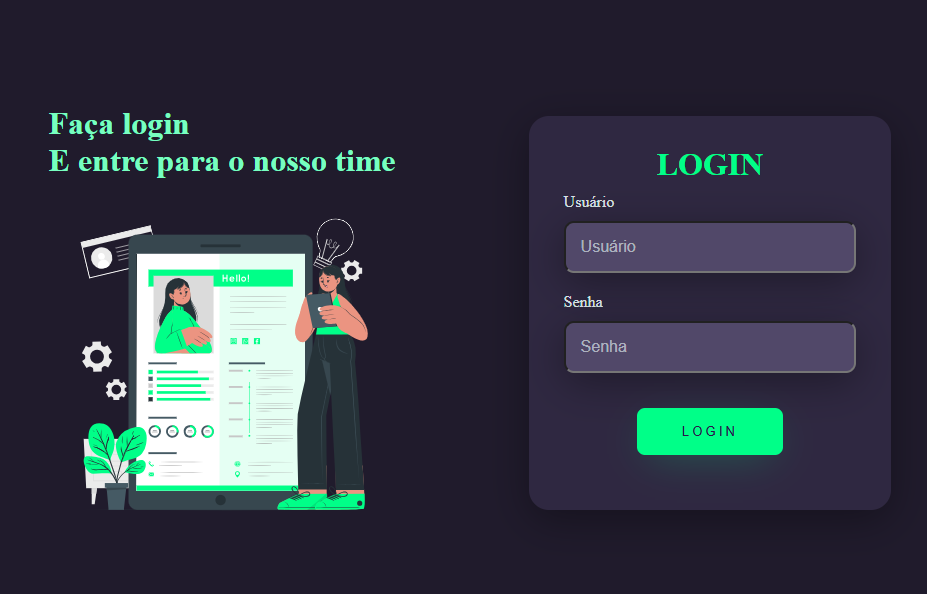 Faça login
E entre para o nosso time
Hello!
LOGIN
Usuário
Usuário
Senha
Senha
LOGIN